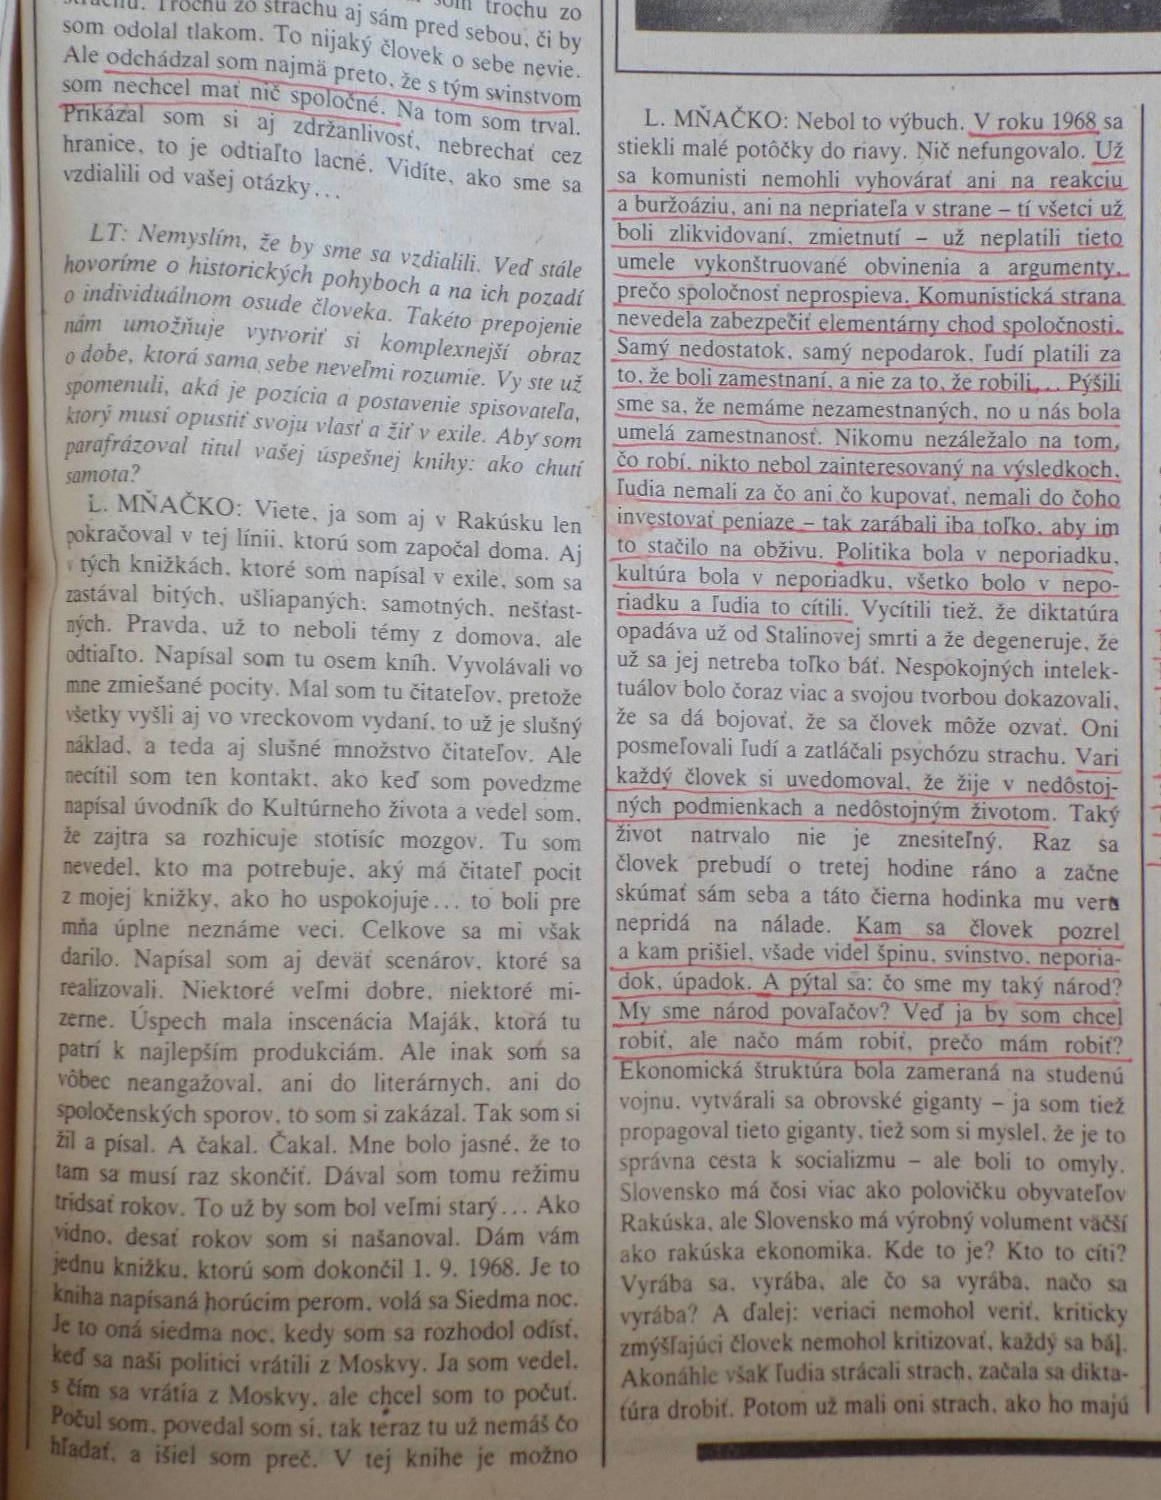 strachu. Trochu zo strachu aj sám pred sebou, či by
som odolal tlakom. To nijaký človek o sebe nevie.
Ale odchádzal som najmä preto, že s tým svinstvom
som nechcel mať nič spoločné. Na tom som trval.
Prikázal som si aj zdržanlivosť, nebrechať cez
hranice, to je odtiaľto lacné. Vidíte, ako sme sa
vzdialili od vašej otázky...
LT: Nemyslím, že by sme sa vzdialili. Veď stále
hovoríme o historických pohyboch a na ich pozadí
o individuálnom osude človeka. Takéto prepojenie
nám umožňuje vytvoriť si komplexnejší obraz
o dobe, ktorá sama sebe neveľmi rozumie. Vy ste už
spomenuli, aká je pozícia a postavenie spisovateľa,
ktorý musí opustiť svoju vlasť a žiť v exile. Aby som
parafrázoval titul vašej úspešnej knihy: ako chutí
samota?
L. MŇAČKO: Viete, ja som aj v Rakúsku len
pokračoval v tej línii, ktorú som započal doma. Aj
v tých knižkách, ktoré som napísal v exile, som sa
zastával bitých, ušliapaných, samotných, nešťast-
ných. Pravda, už to neboli témy z domova, ale
odtiaľto. Napísal som tu osem kníh. Vyvolávali vo
mne zmiešané pocity. Mal som tu čitateľov, pretože
všetky vyšli aj vo vreckovom vydaní, to už je slušný
náklad, a teda aj slušné množstvo čitateľov. Ale
necítil som ten kontakt, ako keď som povedzme
napísal úvodník do Kultúrneho života a vedel som,
že zajtra sa rozhicuje stotisíc mozgov. Tu som
nevedel, kto ma potrebuje, aký má čitateľ pocit
z mojej knižky, ako ho uspokojuje... to boli pre
mňa úplne neznáme veci. Celkove sa mi však
darilo. Napísal som aj deväť scenárov, ktoré sa
realizovali. Niektoré veľmi dobre, niektoré mi-
zerne. Úspech mala inscenácia Maják, ktorá tu
patrí k najlepším produkciám. Ale inak som sa
vôbec neangažoval, ani do literárnych, ani do
spoločenských sporov, to som si zakázal. Tak som si
žil a písal. A čakal. Čakal. Mne bolo jasné, že to
tam sa musí raz skončiť. Dával som tomu režimu
tridsať rokov. To už by som bol veľmi starý... Ako
vidno, desať rokov som si našanoval. Dám vám
jednu knižku, ktorú som dokončil 1. 9. 1968. Je to
kniha napísaná horúcim perom, volá sa Siedma noc.
Je to oná siedma noc, kedy som sa rozhodol odísť,
keď sa naši politici vrátili z Moskvy. Ja som vedel,
s čím sa vrátia z Moskvy, ale chcel som to počuť.
Počul som, povedal som si, tak teraz tu už nemáš čo
hľadať, a išiel som preč. V tej knihe je možno
L. MŇAČKO: Nebol to výbuch. V roku 1968 sa
stiekli malé potôčky do riavy. Nič nefungovalo. Už
sa komunisti nemohli vyhovárať ani na reakciu
a buržoáziu, ani na nepriateľa v strane – tí všetci už
boli zlikvidovaní, zmietnutí – už neplatili tieto
umele vykonštruované obvinenia a argumenty,
prečo spoločnosť neprospieva. Komunistická strana
nevedela zabezpečiť elementárny chod spoločnosti.
Samý nedostatok, samý nepodarok, ľudí platili za
to, že boli zamestnaní, a nie za to, že robili... Pýšili
sme sa, že nemáme nezamestnaných, no u nás bola
umelá zamestnanosť. Nikomu nezáležalo na tom,
čo robí, nikto nebol zainteresovaný na výsledkoch,
ľudia nemali za čo ani čo kupovať, nemali do čoho
investovať peniaze – tak zarábali iba toľko, aby im
to stačilo na obživu. Politika bola v neporiadku,
kultúra bola v neporiadku, všetko bolo v nepo-
riadku a ľudia to cítili. Vycítili tiež, že diktatúra
opadáva už od Stalinovej smrti a že degeneruje, že
už sa jej netreba toľko báť. Nespokojných intelek-
tuálov bolo čoraz viac a svojou tvorbou dokazovali,
že sa dá bojovať, že sa človek môže ozvať. Oni
posmeľovali ľudí a zatláčali psychózu strachu. Vari
každý človek si uvedomoval, že žije v nedôstoj-
ných podmienkach a nedôstojným životom. Taký
život natrvalo nie je znesiteľný. Raz sa
človek prebudí o tretej hodine ráno a začne
skúmať sám seba a táto čierna hodinka mu veru
nepridá na nálade. Kam sa človek pozrel
a kam prišiel, všade videl špinu, svinstvo, neporia-
dok, úpadok. A pýtal sa: čo sme my taký národ?
My sme národ povaľačov? Veď ja by som chcel
robiť, ale načo mám robiť, prečo mám robiť?
Ekonomická štruktúra bola zameraná na studenú
vojnu, vytvárali sa obrovské giganty – ja som tiež
propagoval tieto giganty, tiež som si myslel, že je to
správna cesta k socializmu – ale boli to omyly.
Slovensko má čosi viac ako polovičku obyvateľov
Rakúska, ale Slovensko má výrobný volument väčší
ako rakúska ekonomika. Kde to je? Kto to cíti?
Vyrába sa, vyrába, ale čo sa vyrába, načo sa
vyrába? A ďalej: veriaci nemohol veriť, kriticky
zmýšľajúci človek nemohol kritizovať, každý sa bál.
Akonáhle však ľudia strácali strach, začala sa dikta-
túra drobiť. Potom už mali oni strach, ako ho majú